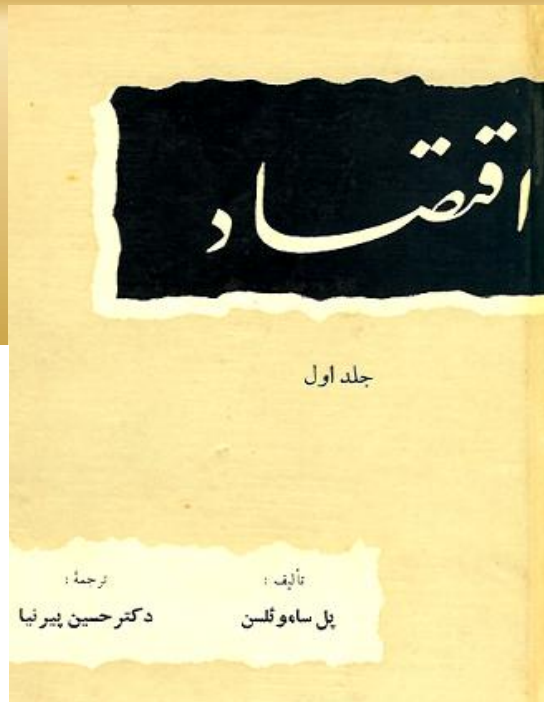 اقتصاد
جلد اول
تألیف :
پل ساموئلسن
ترجمهٔ :
دکتر حسین پیرنیا